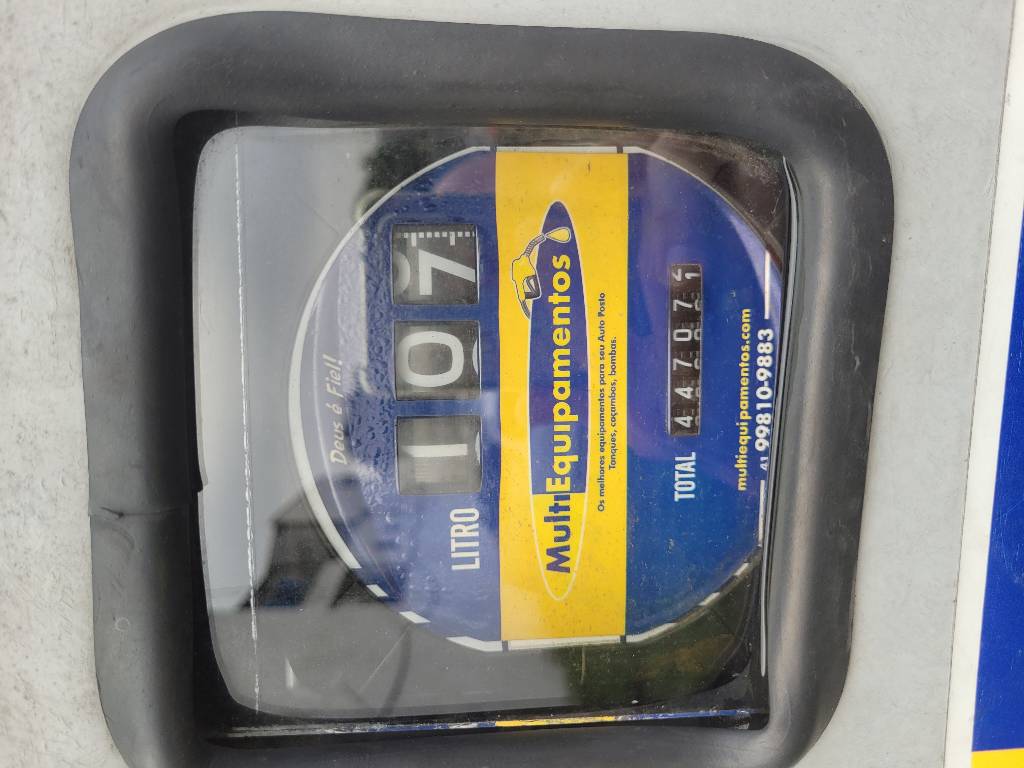 Deus é Fiel!
LITRO 107
MultiEquipamentos
Os melhores equipamentos para seu Auto Posto
Tanques, caçambas, bombas.
TOTAL 447071
multiequipamentos.com
41 99810-9883